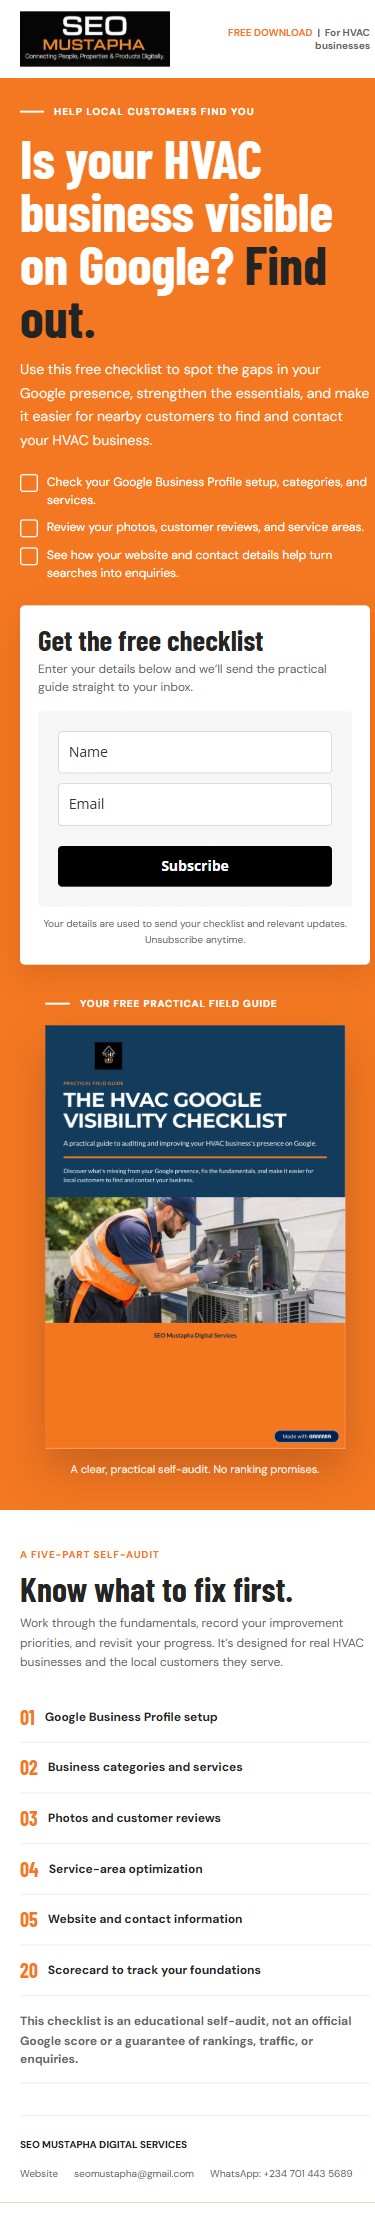 SEO
MUSTAPHA
Connecting People, Properties & Products Digitally.
FREE DOWNLOAD | For HVAC
businesses
HELP LOCAL CUSTOMERS FIND YOU
Is your HVAC
business visible
on Google? Find
out.
Use this free checklist to spot the gaps in your
Google presence, strengthen the essentials, and make
it easier for nearby customers to find and contact
your HVAC business.
Check your Google Business Profile setup, categories, and
services.
Review your photos, customer reviews, and service areas.
See how your website and contact details help turn
searches into enquiries.
Get the free checklist
Enter your details below and we'll send the practical
guide straight to your inbox.
Name
Email
Subscribe
Your details are used to send your checklist and relevant updates.
Unsubscribe anytime.
YOUR FREE PRACTICAL FIELD GUIDE
PRACTICAL FIELD GUIDE
THE HVAC GOOGLE
VISIBILITY CHECKLIST
A practical guide to auditing and improving your HVAC business's presence on Google.
Discover what's missing from your Google presence, fix the fundamentals, and make it easier for
local customers to find and contact your business.
SEO Mustapha Digital Services
Made with GAMMA
A clear, practical self-audit. No ranking promises.
A FIVE-PART SELF-AUDIT
Know what to fix first.
Work through the fundamentals, record your improvement
priorities, and revisit your progress. It's designed for real HVAC
businesses and the local customers they serve.
01 Google Business Profile setup
02 Business categories and services
03 Photos and customer reviews
04 Service-area optimization
05 Website and contact information
20 Scorecard to track your foundations
This checklist is an educational self-audit, not an official
Google score or a guarantee of rankings, traffic, or
enquiries.
SEO MUSTAPHA DIGITAL SERVICES
Website seomustapha@gmail.com WhatsApp: +234 701 443 5689